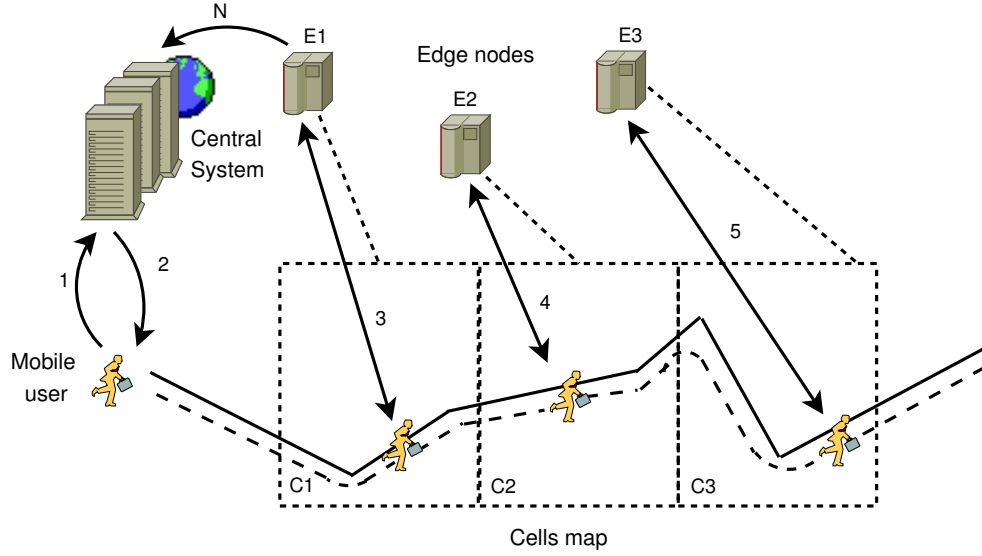 N
E1
E3
Edge nodes
E2
Central
System
1
2
3
4
5
Mobile
user
C1
C2
C3
Cells map